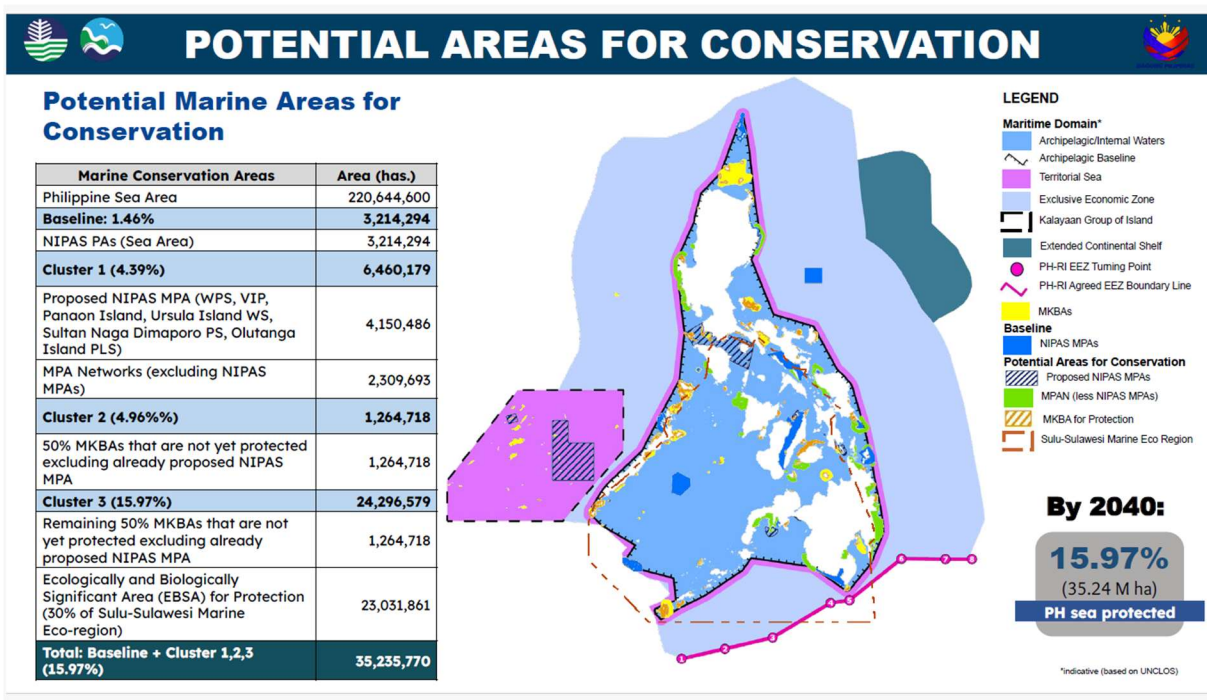 POTENTIAL AREAS FOR CONSERVATION
Potential Marine Areas for
Conservation
Marine Conservation Areas Area (has.)
Philippine Sea Area 220,644,600
Baseline: 1.46% 3,214,294
NIPAS PAs (Sea Area) 3,214,294
Cluster 1 (4.39%) 6,460,179
Proposed NIPAS MPA (WPS, VIP,
Panaon Island, Ursula Island WS,
Sultan Naga Dimaporo PS, Olutanga
Island PLS) 4,150,486
MPA Networks (excluding NIPAS
MPAs) 2,309,693
Cluster 2 (4.96%%) 1,264,718
50% MKBAs that are not yet protected
excluding already proposed NIPAS
MPA 1,264,718
Cluster 3 (15.97%) 24,296,579
Remaining 50% MKBAs that are not
yet protected excluding already
proposed NIPAS MPA 1,264,718
Ecologically and Biologically
Significant Area (EBSA) for Protection
(30% of Sulu-Sulawesi Marine
Eco-region) 23,031,861
Total: Baseline + Cluster 1,2,3
(15.97%) 35,235,770
1
2
3
4
5
6
7
8
LEGEND
Maritime Domain*
Archipelagic/Internal Waters
Archipelagic Baseline
Territorial Sea
Exclusive Economic Zone
Kalayaan Group of Island
Extended Continental Shelf
PH-RI EEZ Turning Point
PH-RI Agreed EEZ Boundary Line
MKBAs
Baseline
NIPAS MPAs
Potential Areas for Conservation
Proposed NIPAS MPAs
MPAN (less NIPAS MPAs)
MKBA for Protection
Sulu-Sulawesi Marine Eco Region
By 2040:
15.97%
(35.24 M ha)
PH sea protected
*indicative (based on UNCLOS)